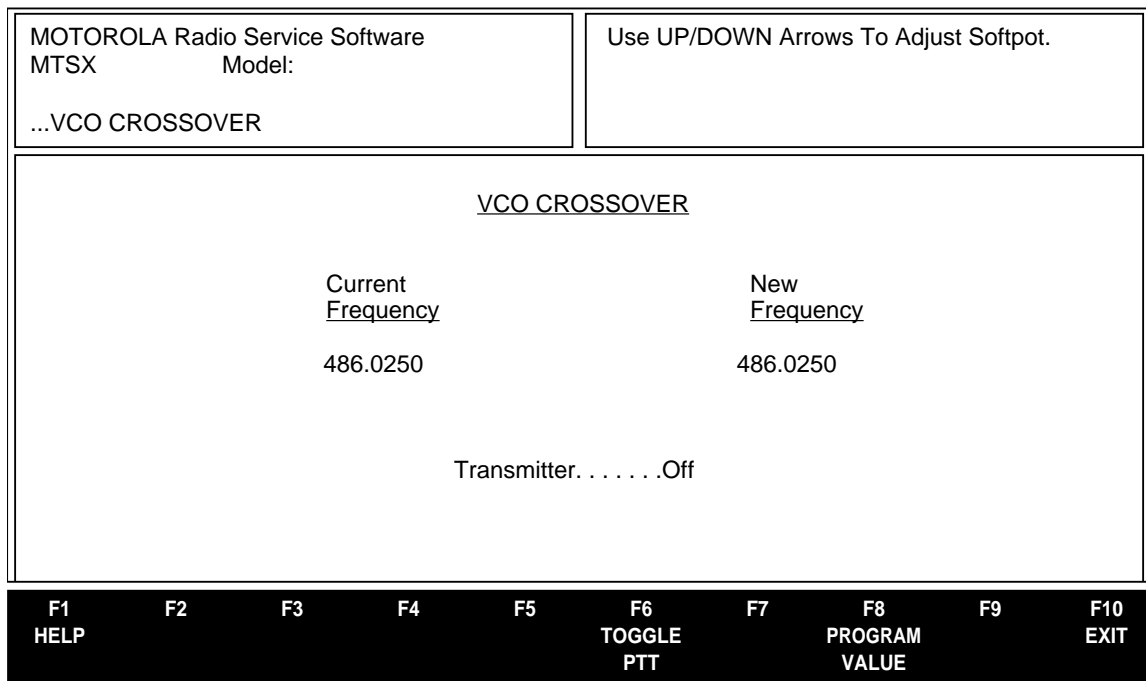 MOTOROLA Radio Service Software
MTSX Model:
...VCO CROSSOVER
Use UP/DOWN Arrows To Adjust Softpot.
VCO CROSSOVER
Current New
Frequency Frequency
486.0250 486.0250
Transmitter. . . . . . .Off
F1 F2 F3 F4 F5 F6 F7 F8 F9 F10
HELP TOGGLE PROGRAM EXIT
PTT VALUE